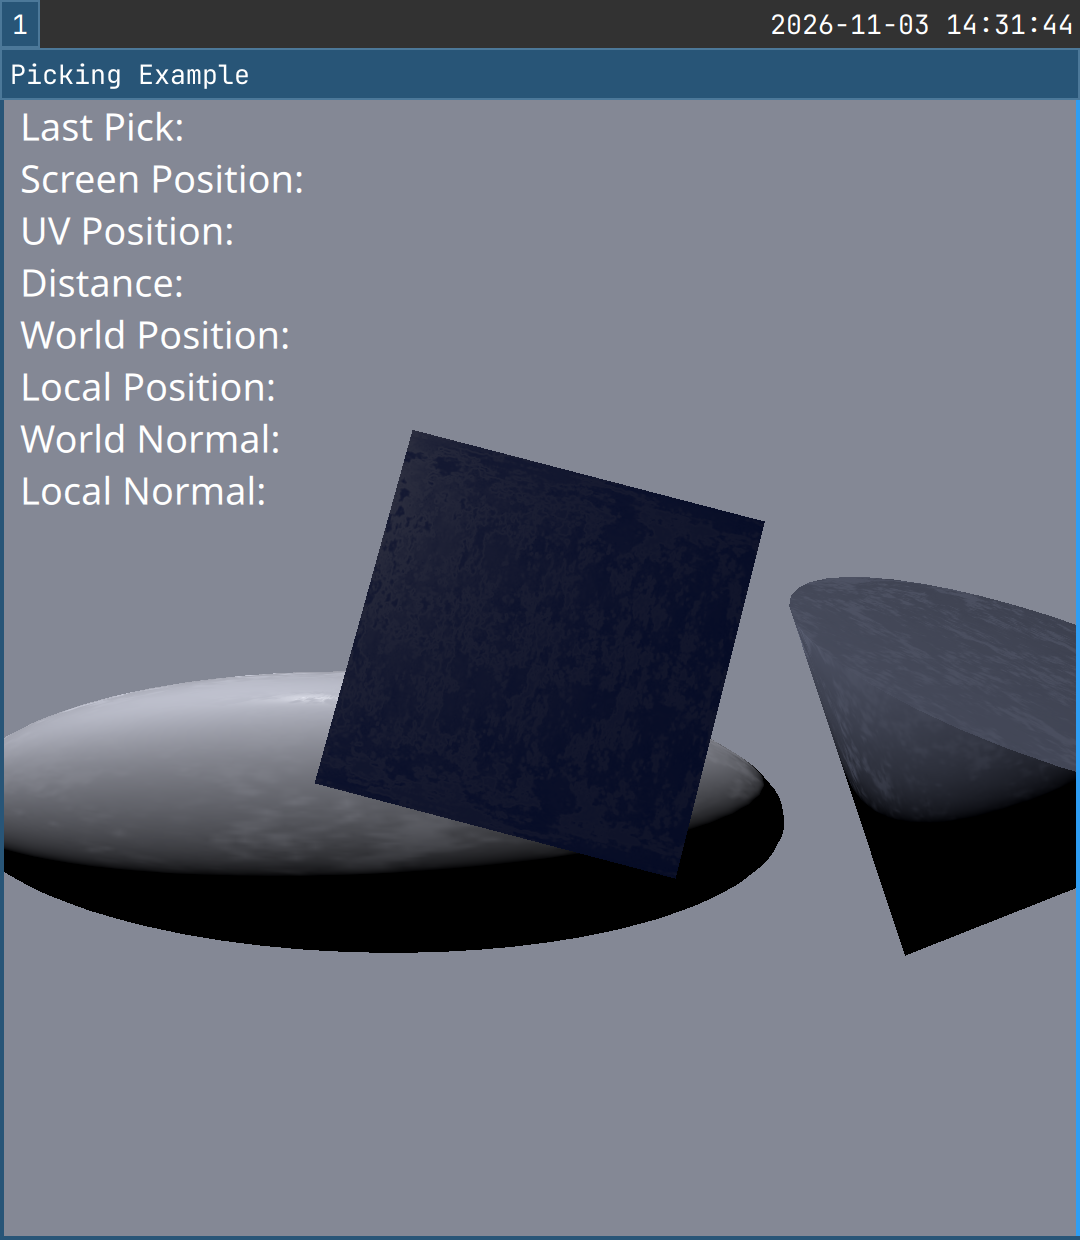 1
2026-11-03 14:31:44
Picking Example
Last Pick:
Screen Position:
UV Position:
Distance:
World Position:
Local Position:
World Normal:
Local Normal: